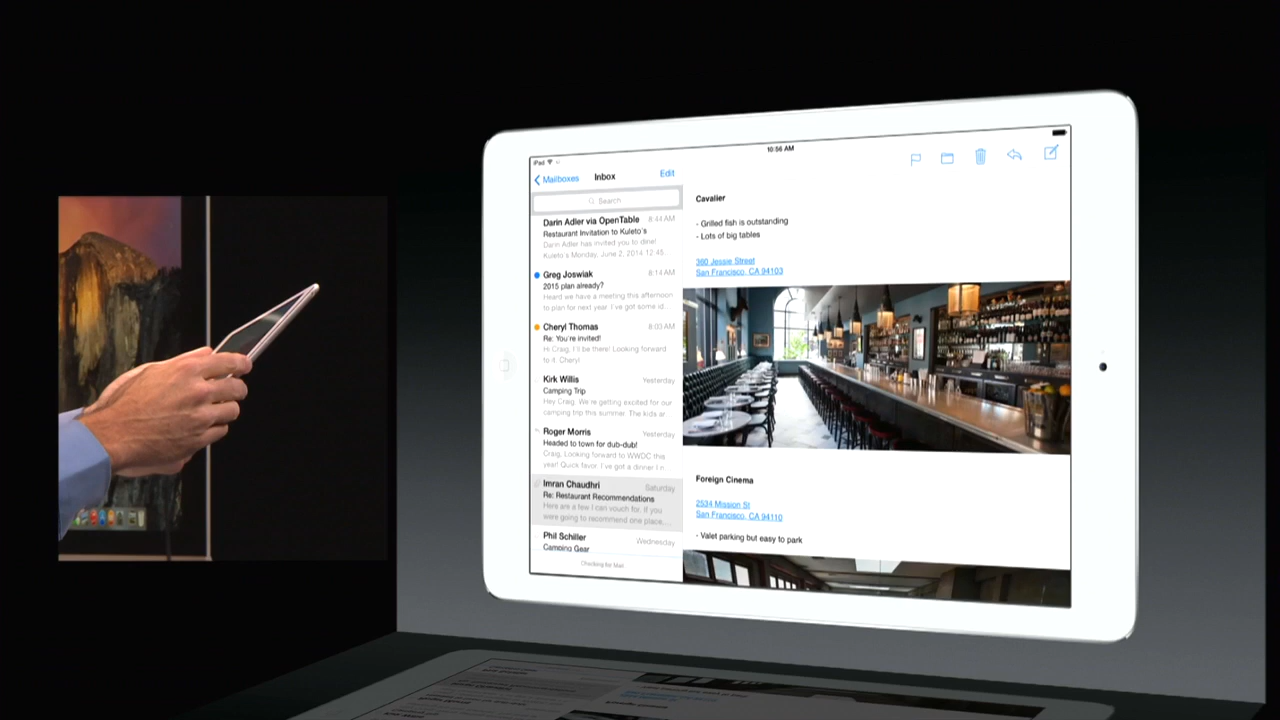 iPad
10:56 AM
Mailboxes
Inbox
Edit
Search
Darin Adler via OpenTable 8:44 AM
Restaurant Invitation to Kuleto's
Darin Adler has invited you to dine!
Kuleto's Monday, June 2, 2014 12:45...
Greg Joswiak 8:14 AM
2015 plan already?
Heard we have a meeting this afternoon
to plan for next year. I've got some id...
Cheryl Thomas 8:03 AM
Re: You're invited!
Hi Craig, I'll be there! Looking forward
to it. Cheryl
Kirk Willis Yesterday
Camping Trip
Hey Craig, We're getting excited for our
camping trip this summer. The kids ar...
Roger Morris Yesterday
Headed to town for dub-dub!
Craig, Looking forward to WWDC this
year! Quick favor. I've got a dinner I n...
Imran Chaudhri Saturday
Re: Restaurant Recommendations
Here are a few I can vouch for. If you
were going to recommend one place,...
Phil Schiller Wednesday
Camping Gear
Checking for Mail
Cavalier
- Grilled fish is outstanding
- Lots of big tables
360 Jessie Street
San Francisco, CA 94103
Foreign Cinema
2534 Mission St
San Francisco, CA 94110
- Valet parking but easy to park